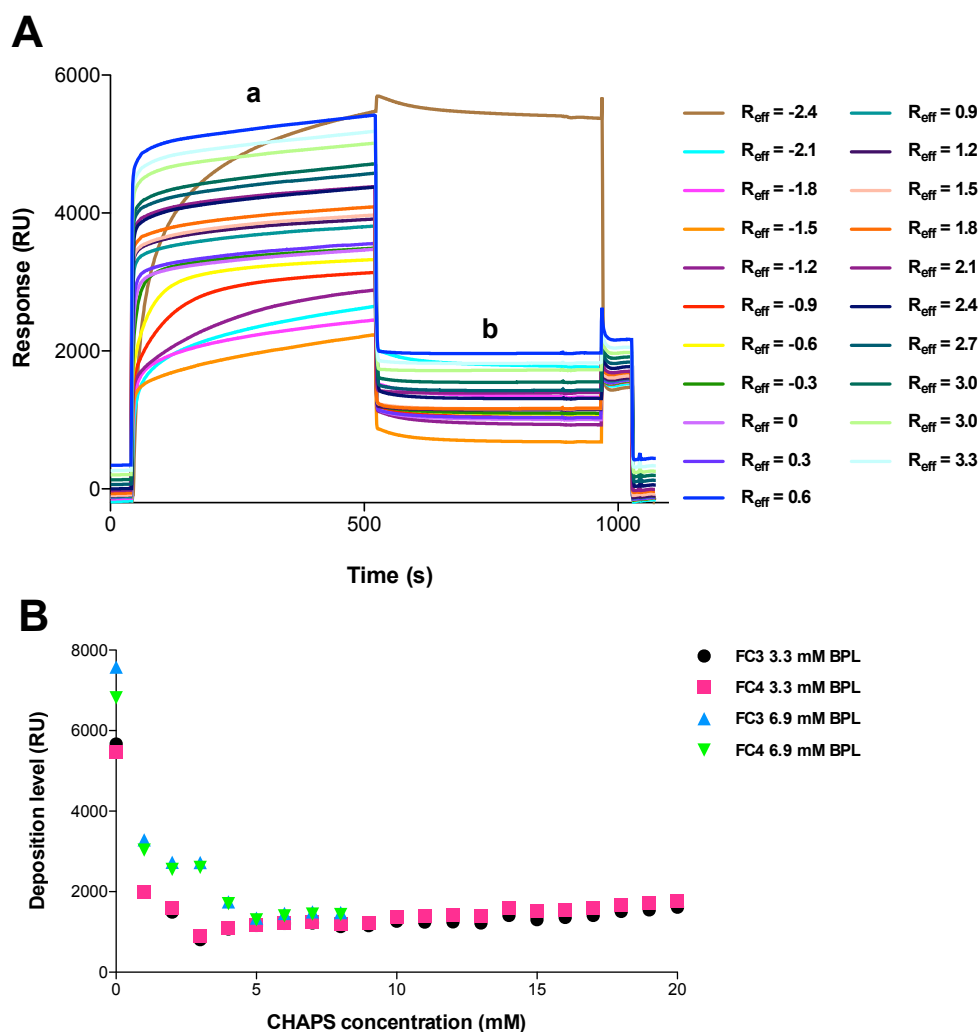 A
6000
4000
2000
0
Response (RU)
a
b
0
500
1000
Time (s)
Reff = -2.4
Reff = -2.1
Reff = -1.8
Reff = -1.5
Reff = -1.2
Reff = -0.9
Reff = -0.6
Reff = -0.3
Reff = 0
Reff = 0.3
Reff = 0.6
Reff = 0.9
Reff = 1.2
Reff = 1.5
Reff = 1.8
Reff = 2.1
Reff = 2.4
Reff = 2.7
Reff = 3.0
Reff = 3.0
Reff = 3.3
B
8000
6000
4000
2000
0
Deposition level (RU)
0
5
10
15
20
CHAPS concentration (mM)
FC3 3.3 mM BPL
FC4 3.3 mM BPL
FC3 6.9 mM BPL
FC4 6.9 mM BPL